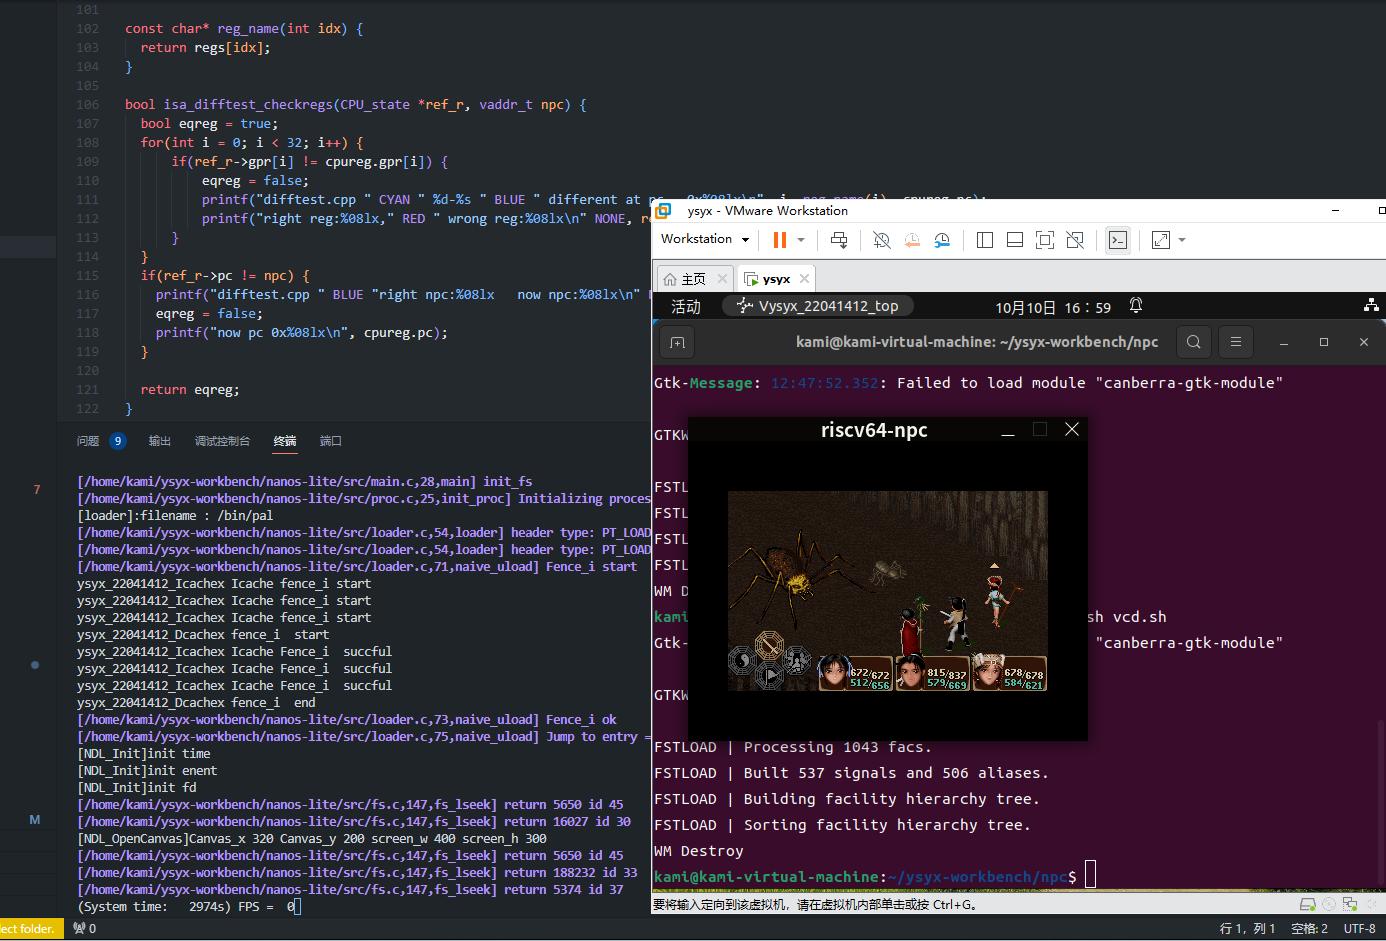 101
102 const char* reg_name(int idx) {
103 return regs[idx];
104 }
105
106 bool isa_difftest_checkregs(CPU_state *ref_r, vaddr_t npc) {
107 bool eqreg = true;
108 for(int i = 0; i < 32; i++) {
109 if(ref_r->gpr[i] != cpureg.gpr[i]) {
110 eqreg = false;
111 printf("difftest.cpp " CYAN " %d-%s " BLUE " different at pc
112 printf("right reg:%08lx," RED " wrong reg:%08lx\n" NONE, re
113 }
114 }
115 if(ref_r->pc != npc) {
116 printf("difftest.cpp " BLUE "right npc:%08lx now npc:%08lx\n"
117 eqreg = false;
118 printf("now pc 0x%08lx\n", cpureg.pc);
119 }
120
121 return eqreg;
122 }
问题 9 输出 调试控制台 终端 端口
7
M
[/home/kami/ysyx-workbench/nanos-lite/src/main.c,28,main] init_fs
[/home/kami/ysyx-workbench/nanos-lite/src/proc.c,25,init_proc] Initializing proces
[loader]:filename : /bin/pal
[/home/kami/ysyx-workbench/nanos-lite/src/loader.c,54,loader] header type: PT_LOAD
[/home/kami/ysyx-workbench/nanos-lite/src/loader.c,54,loader] header type: PT_LOAD
[/home/kami/ysyx-workbench/nanos-lite/src/loader.c,71,naive_uload] Fence_i start
ysyx_22041412_Icachex Icache fence_i start
ysyx_22041412_Icachex Icache fence_i start
ysyx_22041412_Icachex Icache fence_i start
ysyx_22041412_Dcachex fence_i start
ysyx_22041412_Icachex Icache Fence_i succful
ysyx_22041412_Icachex Icache Fence_i succful
ysyx_22041412_Icachex Icache Fence_i succful
ysyx_22041412_Dcachex fence_i end
[/home/kami/ysyx-workbench/nanos-lite/src/loader.c,73,naive_uload] Fence_i ok
[/home/kami/ysyx-workbench/nanos-lite/src/loader.c,75,naive_uload] Jump to entry =
[NDL_Init]init time
[NDL_Init]init enent
[NDL_Init]init fd
[/home/kami/ysyx-workbench/nanos-lite/src/fs.c,147,fs_lseek] return 5650 id 45
[/home/kami/ysyx-workbench/nanos-lite/src/fs.c,147,fs_lseek] return 16027 id 30
[NDL_OpenCanvas]Canvas_x 320 Canvas_y 200 screen_w 400 screen_h 300
[/home/kami/ysyx-workbench/nanos-lite/src/fs.c,147,fs_lseek] return 5650 id 45
[/home/kami/ysyx-workbench/nanos-lite/src/fs.c,147,fs_lseek] return 188232 id 33
[/home/kami/ysyx-workbench/nanos-lite/src/fs.c,147,fs_lseek] return 5374 id 37
(System time: 2974s) FPS = 0
ysyx - VMware Workstation
Workstation
主页 ysyx
活动 Vysyx_22041412_top 10月10日 16：59
kami@kami-virtual-machine: ~/ysyx-workbench/npc
Gtk-Message: 12:47:52.352: Failed to load module "canberra-gtk-module"
GTKW
FSTL
FSTL
FSTL
FSTL
WM D
kami sh vcd.sh
Gtk- "canberra-gtk-module"
GTKW
riscv64-npc
672/672
512/656
815/837
579/669
678/678
584/621
FSTLOAD | Processing 1043 facs.
FSTLOAD | Built 537 signals and 506 aliases.
FSTLOAD | Building facility hierarchy tree.
FSTLOAD | Sorting facility hierarchy tree.
WM Destroy
kami@kami-virtual-machine:~/ysyx-workbench/npc$
要将输入定向到该虚拟机，请在虚拟机内部单击或按 Ctrl+G。
ect folder. 0 行 1，列 1 空格: 2 UTF-8